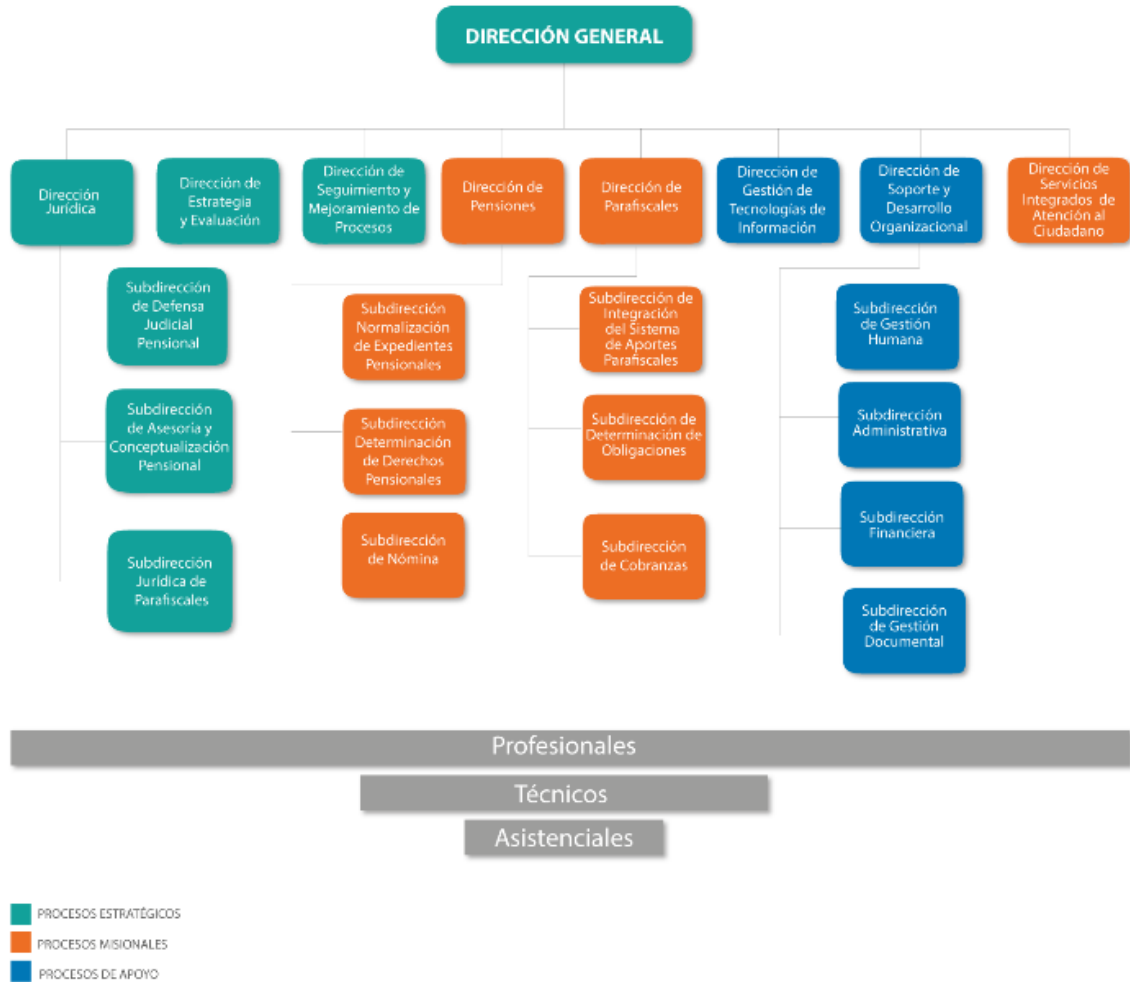 DIRECCIÓN GENERAL
Dirección
Jurídica
Dirección de
Estrategia
y Evaluación
Dirección de
Seguimiento y
Mejoramiento de
Procesos
Dirección de
Pensiones
Dirección de
Parafiscales
Dirección de
Gestión de
Tecnologías de
Información
Dirección de
Soporte y
Desarrollo
Organizacional
Dirección de
Servicios
Integrados de
Atención al
Ciudadano
Subdirección
de Defensa
Judicial
Pensional
Subdirección
de Asesoría y
Conceptualización
Pensional
Subdirección
Jurídica de
Parafiscales
Subdirección
Normalización
de Expedientes
Pensionales
Subdirección
Determinación
de Derechos
Pensionales
Subdirección
de Nómina
Subdirección de
Integración
del Sistema
de Aportes
Parafiscales
Subdirección de
Determinación de
Obligaciones
Subdirección
de Cobranzas
Subdirección
de Gestión
Humana
Subdirección
Administrativa
Subdirección
Financiera
Subdirección
de Gestión
Documental
Profesionales
Técnicos
Asistenciales
PROCESOS ESTRATÉGICOS
PROCESOS MISIONALES
PROCESOS DE APOYO